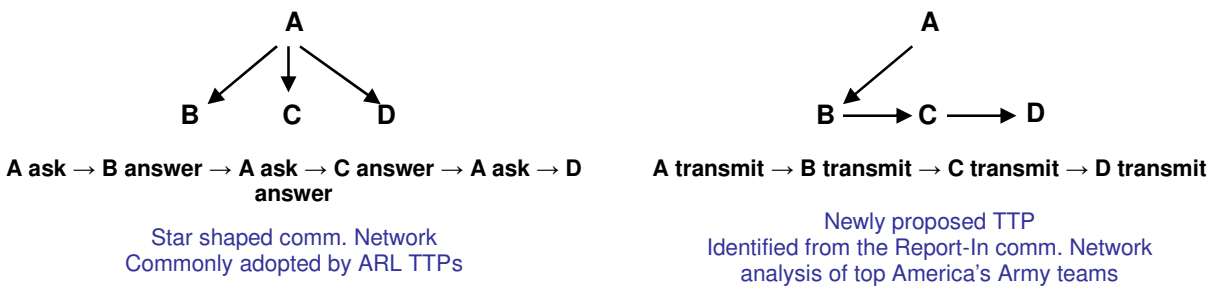 A
B C D
A ask → B answer → A ask → C answer → A ask → D
answer
Star shaped comm. Network
Commonly adopted by ARL TTPs
A
B C D
A transmit → B transmit → C transmit → D transmit
Newly proposed TTP
Identified from the Report-In comm. Network
analysis of top America's Army teams